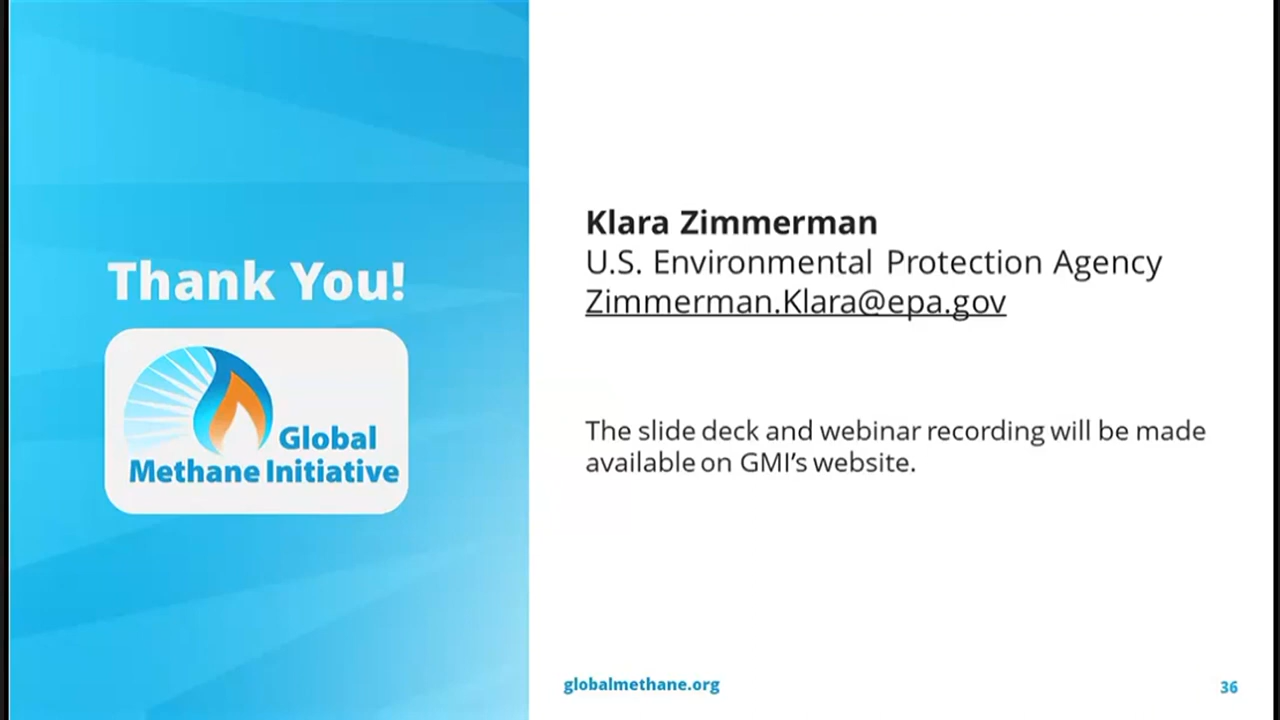 Thank You!
Global
Methane Initiative
Klara Zimmerman
U.S. Environmental Protection Agency
Zimmerman.Klara@epa.gov
The slide deck and webinar recording will be made
available on GMI's website.
globalmethane.org
36